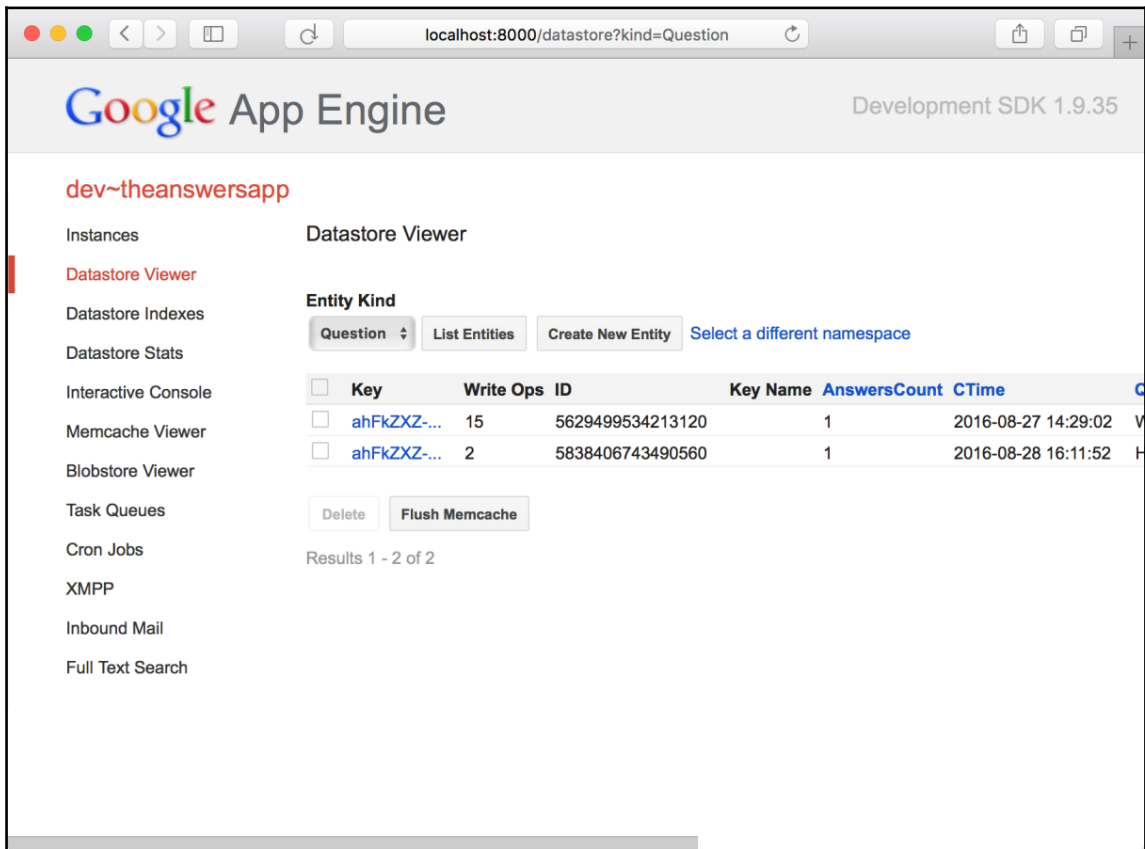 localhost:8000/datastore?kind=Question
Google App Engine
Development SDK 1.9.35
dev~theanswersapp
Instances
Datastore Viewer
Datastore Indexes
Datastore Stats
Interactive Console
Memcache Viewer
Blobstore Viewer
Task Queues
Cron Jobs
XMPP
Inbound Mail
Full Text Search
Datastore Viewer
Entity Kind
Question List Entities Create New Entity Select a different namespace
Key Write Ops ID Key Name AnswersCount CTime
ahFkZXZ-... 15 5629499534213120 1 2016-08-27 14:29:02
ahFkZXZ-... 2 5838406743490560 1 2016-08-28 16:11:52 H
Delete Flush Memcache
Results 1 - 2 of 2